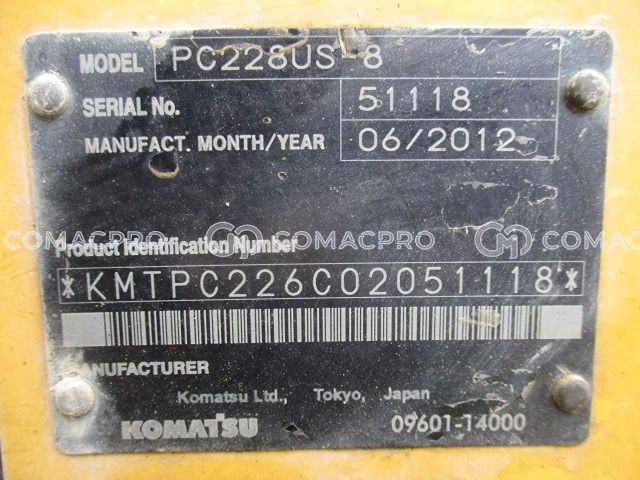 MODEL PC228US-8
SERIAL No. 51118
MANUFACT. MONTH/YEAR 06/2012
COMACPRO COMACPRO COMACPRO
Product Identification Number
*KMTPC226C02051118*
MANUFACTURER
Komatsu Ltd., Tokyo, Japan
KOMATSU 09601-14000